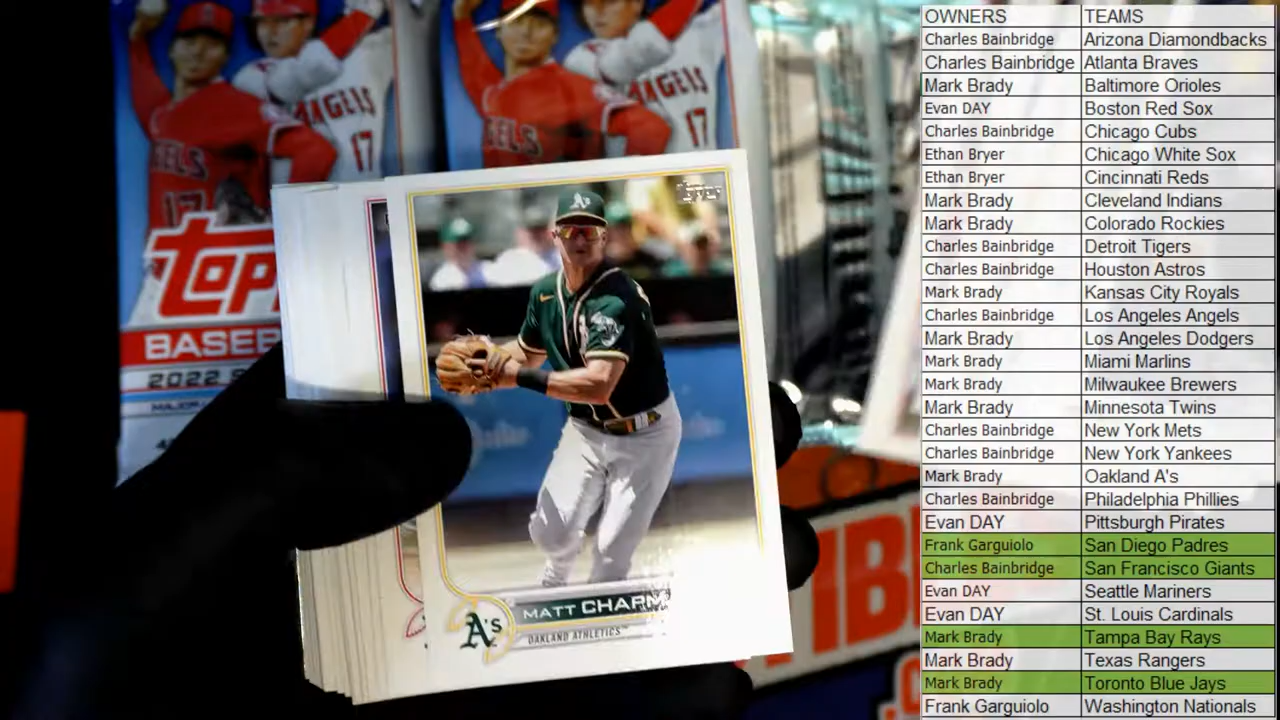 ANGELS
17
ANGELS
17
17
TOPP
BASEB
2022 S
MATT CHAPM
OAKLAND ATHLETICS
A's
OWNERS TEAMS
Charles Bainbridge Arizona Diamondbacks
Charles Bainbridge Atlanta Braves
Mark Brady Baltimore Orioles
Evan DAY Boston Red Sox
Charles Bainbridge Chicago Cubs
Ethan Bryer Chicago White Sox
Ethan Bryer Cincinnati Reds
Mark Brady Cleveland Indians
Mark Brady Colorado Rockies
Charles Bainbridge Detroit Tigers
Charles Bainbridge Houston Astros
Mark Brady Kansas City Royals
Charles Bainbridge Los Angeles Angels
Mark Brady Los Angeles Dodgers
Mark Brady Miami Marlins
Mark Brady Milwaukee Brewers
Mark Brady Minnesota Twins
Charles Bainbridge New York Mets
Charles Bainbridge New York Yankees
Mark Brady Oakland A's
Charles Bainbridge Philadelphia Phillies
Evan DAY Pittsburgh Pirates
Frank Garguiolo San Diego Padres
Charles Bainbridge San Francisco Giants
Evan DAY Seattle Mariners
Evan DAY St. Louis Cardinals
Mark Brady Tampa Bay Rays
Mark Brady Texas Rangers
Mark Brady Toronto Blue Jays
Frank Garguiolo Washington Nationals